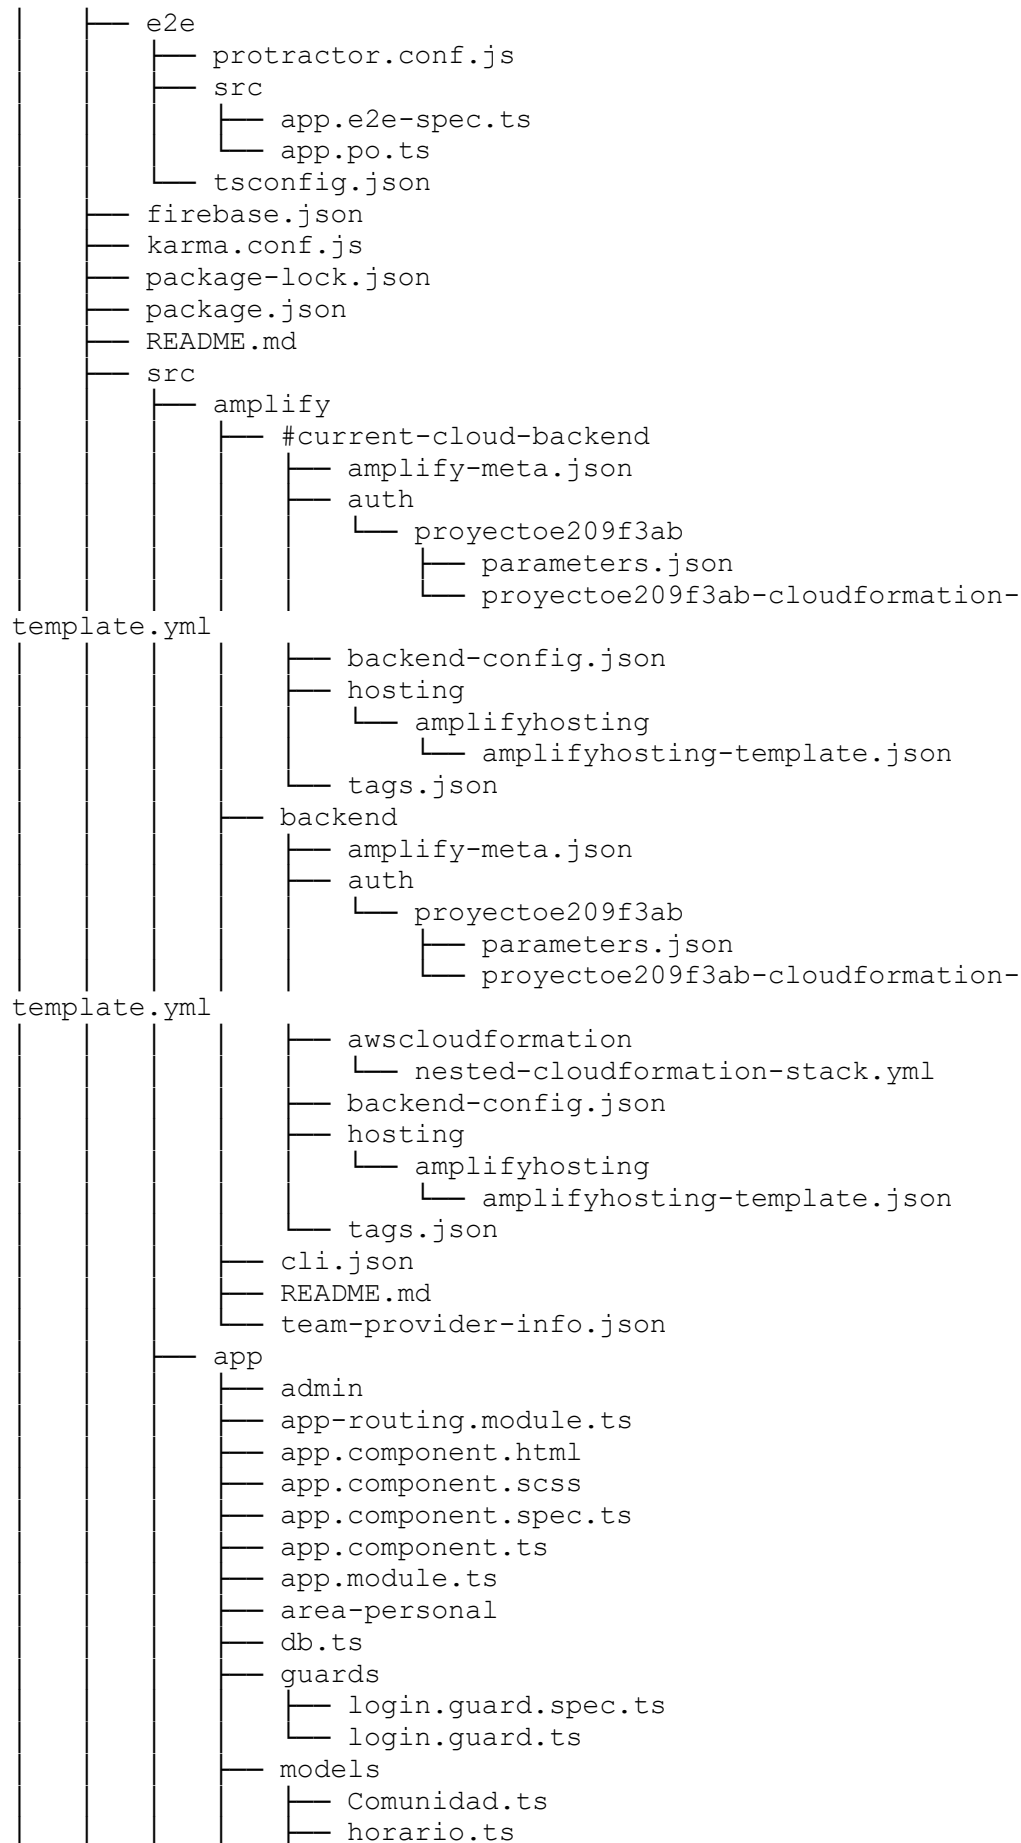 │   ├── e2e
│   │   ├── protractor.conf.js
│   │   ├── src
│   │   │   ├── app.e2e-spec.ts
│   │   │   └── app.po.ts
│   │   └── tsconfig.json
│   ├── firebase.json
│   ├── karma.conf.js
│   ├── package-lock.json
│   ├── package.json
│   ├── README.md
│   ├── src
│   │   ├── amplify
│   │   │   ├── #current-cloud-backend
│   │   │   │   ├── amplify-meta.json
│   │   │   │   ├── auth
│   │   │   │   │   └── proyectoe209f3ab
│   │   │   │   │       ├── parameters.json
│   │   │   │   │       └── proyectoe209f3ab-cloudformation-
template.yml
│   │   │   │   ├── backend-config.json
│   │   │   │   ├── hosting
│   │   │   │   │   └── amplifyhosting
│   │   │   │   │       └── amplifyhosting-template.json
│   │   │   │   └── tags.json
│   │   │   ├── backend
│   │   │   │   ├── amplify-meta.json
│   │   │   │   ├── auth
│   │   │   │   │   └── proyectoe209f3ab
│   │   │   │   │       ├── parameters.json
│   │   │   │   │       └── proyectoe209f3ab-cloudformation-
template.yml
│   │   │   │   ├── awscloudformation
│   │   │   │   │   └── nested-cloudformation-stack.yml
│   │   │   │   ├── backend-config.json
│   │   │   │   ├── hosting
│   │   │   │   │   └── amplifyhosting
│   │   │   │   │       └── amplifyhosting-template.json
│   │   │   │   └── tags.json
│   │   │   ├── cli.json
│   │   │   ├── README.md
│   │   │   └── team-provider-info.json
│   │   ├── app
│   │   │   ├── admin
│   │   │   ├── app-routing.module.ts
│   │   │   ├── app.component.html
│   │   │   ├── app.component.scss
│   │   │   ├── app.component.spec.ts
│   │   │   ├── app.component.ts
│   │   │   ├── app.module.ts
│   │   │   ├── area-personal
│   │   │   ├── db.ts
│   │   │   ├── guards
│   │   │   │   ├── login.guard.spec.ts
│   │   │   │   └── login.guard.ts
│   │   │   ├── models
│   │   │   │   ├── Comunidad.ts
│   │   │   │   ├── horario.ts